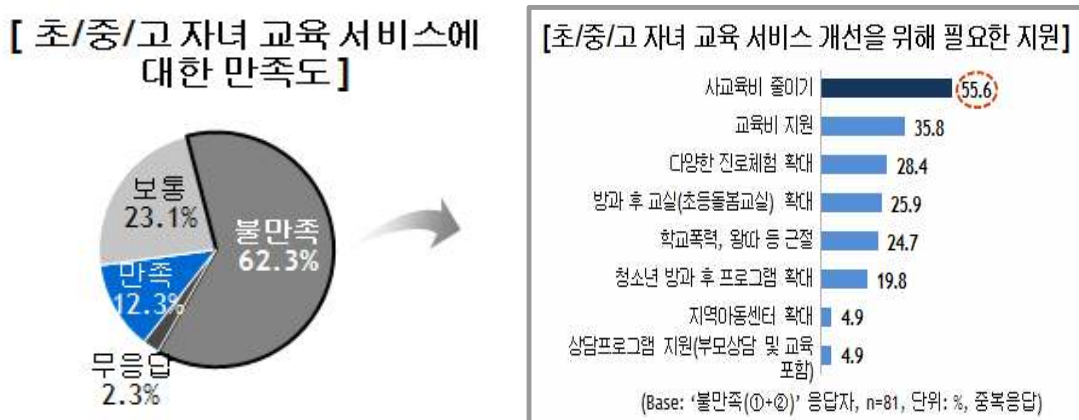 [ 초/중/고 자녀 교육 서비스에
대한 만족도 ]
보통
23.1%
불만족
62.3%
만족
12.3%
무응답
2.3%
[초/중/고 자녀 교육 서비스 개선을 위해 필요한 지원]
사교육비 줄이기 55.6
교육비 지원 35.8
다양한 진로체험 확대 28.4
방과 후 교실(초등돌봄교실) 확대 25.9
학교폭력, 왕따 등 근절 24.7
청소년 방과 후 프로그램 확대 19.8
지역아동센터 확대 4.9
상담프로그램 지원(부모상담 및 교육
포함) 4.9
(Base: ‘불만족(①+②)’ 응답자, n=81, 단위: %, 중복응답)